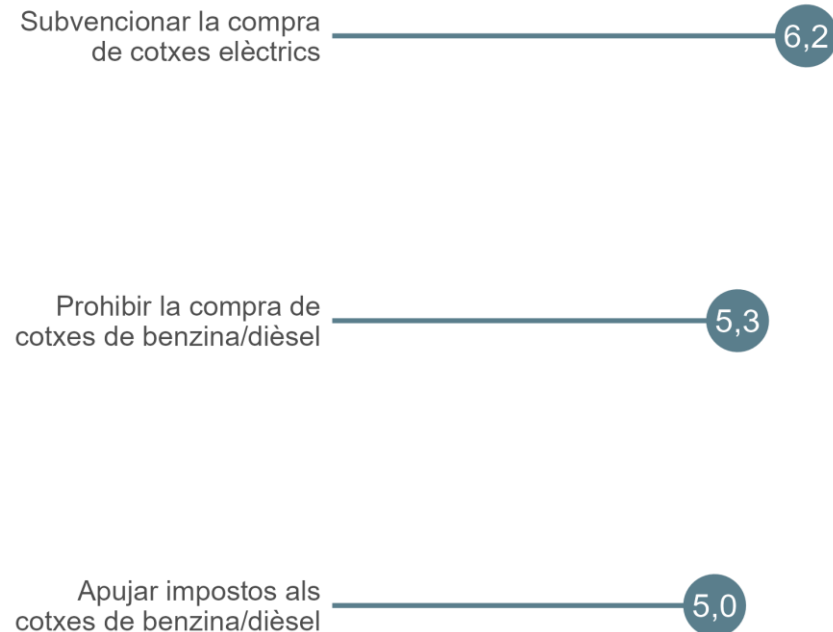 Subvencionar la compra
de cotxes elèctrics
6,2
Prohibir la compra de
cotxes de benzina/dièsel
5,3
Apujar impostos als
cotxes de benzina/dièsel
5,0